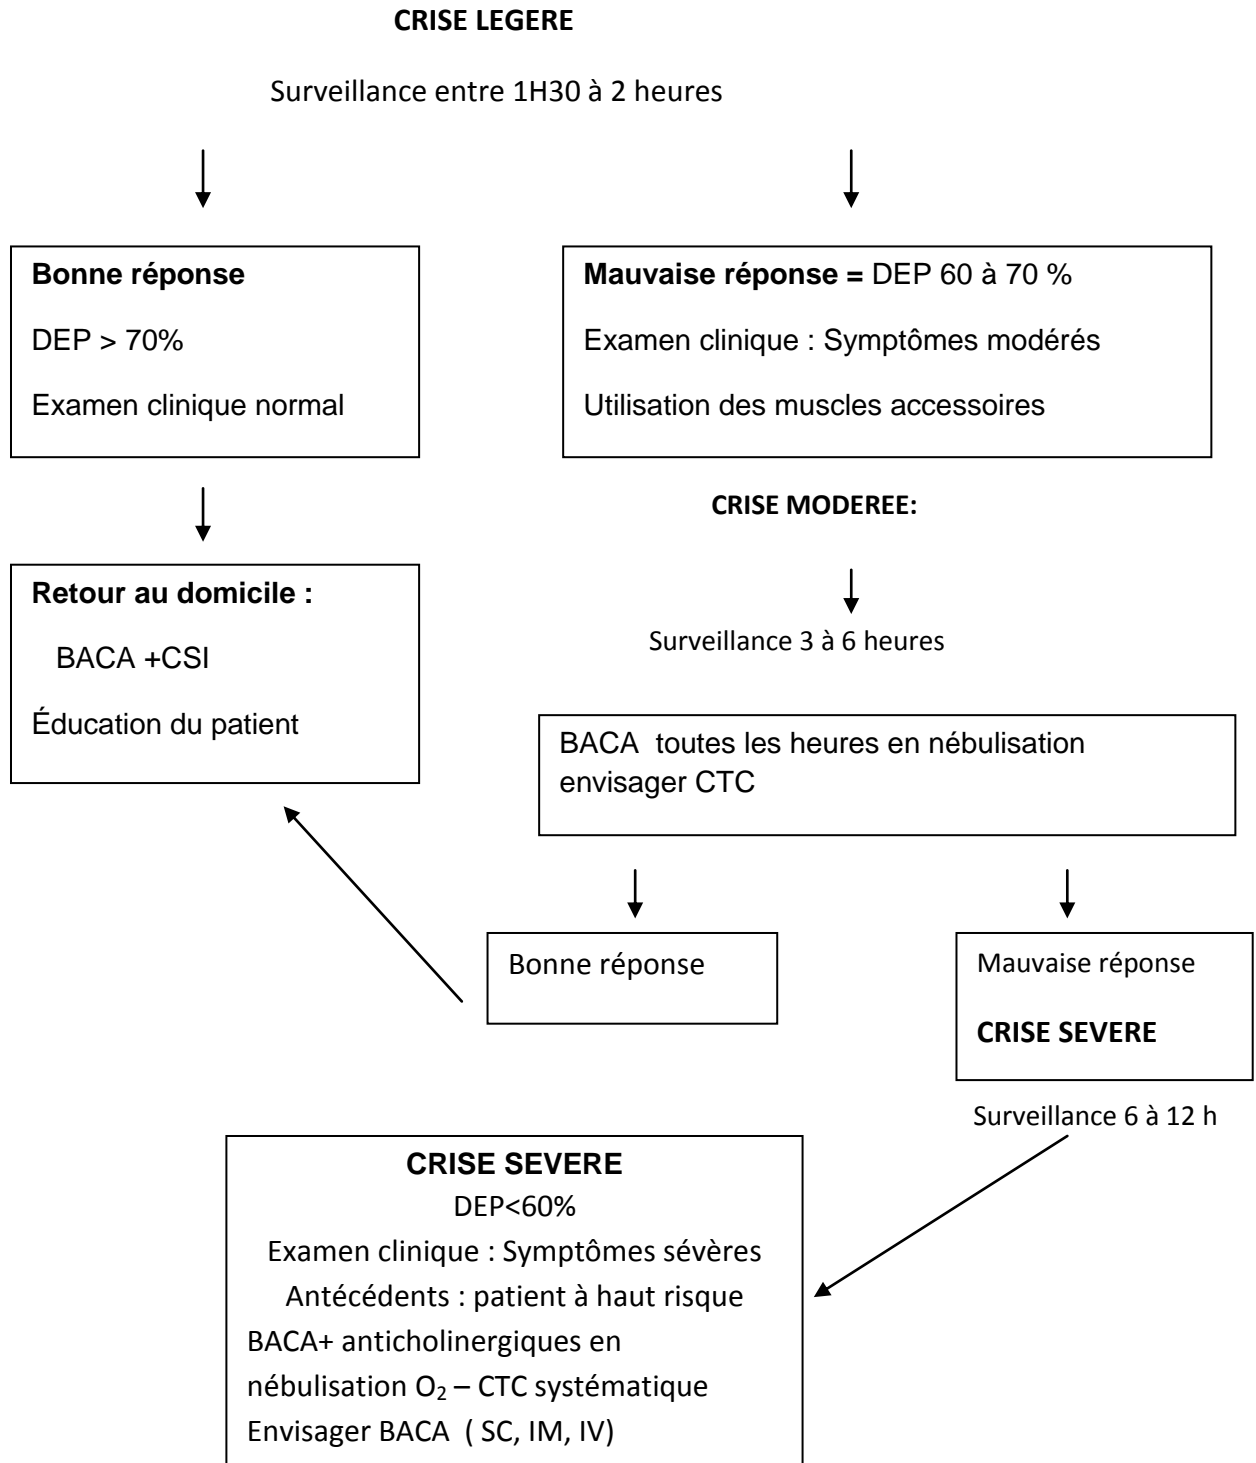 CRISE LEGERE
Surveillance entre 1H30 à 2 heures
Bonne réponse
DEP > 70%
Examen clinique normal
Mauvaise réponse = DEP 60 à 70 %
Examen clinique : Symptômes modérés
Utilisation des muscles accessoires
CRISE MODEREE:
Retour au domicile :
BACA +CSI
Éducation du patient
Surveillance 3 à 6 heures
BACA toutes les heures en nébulisation
envisager CTC
Bonne réponse
Mauvaise réponse
CRISE SEVERE
Surveillance 6 à 12 h
CRISE SEVERE
DEP<60%
Examen clinique : Symptômes sévères
Antécédents : patient à haut risque
BACA+ anticholinergiques en
nébulisation O₂ – CTC systématique
Envisager BACA ( SC, IM, IV)